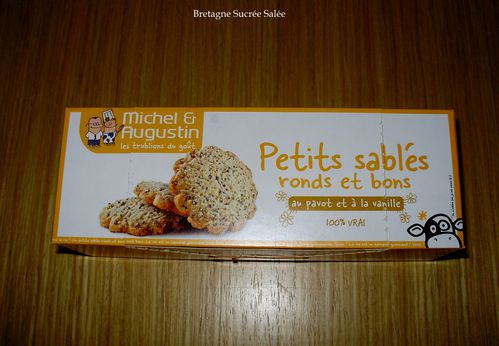 Bretagne Sucrée Salée
Michel &
Augustin
les trublions du goût
Petits sablés
ronds et bons
au pavot et à la vanille
100% VRAI